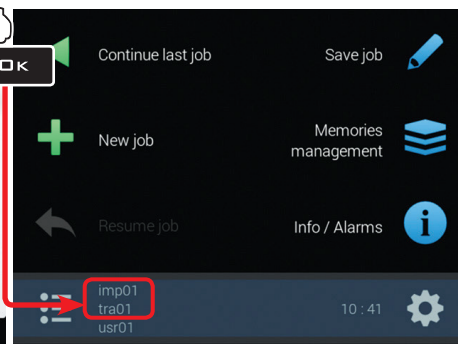 Continue last job
Save job
OK
New job
Memories
management
Resume job
Info / Alarms
imp01
tra01
usr01
10 : 41